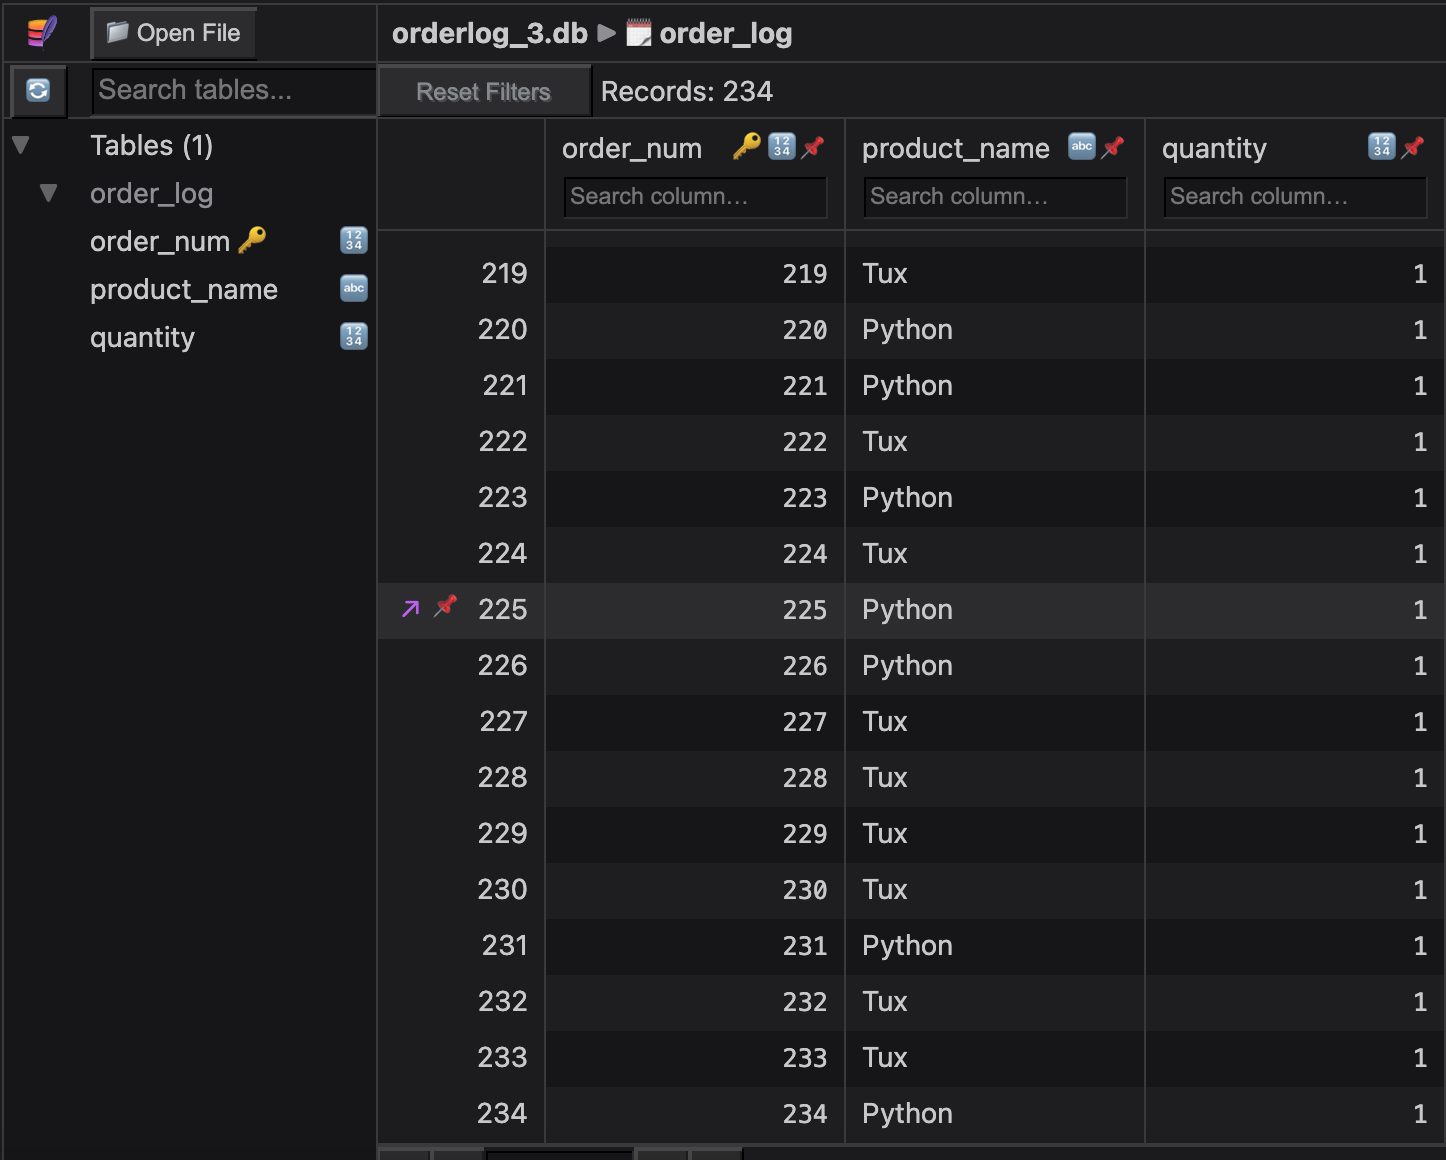 Open File
orderlog_3.db ▶ order_log
Search tables...
Reset Filters Records: 234
Tables (1)
order_log
order_num
product_name
quantity
order_num product_name quantity
Search column... Search column... Search column...
219 219 Tux 1
220 220 Python 1
221 221 Python 1
222 222 Tux 1
223 223 Python 1
224 224 Tux 1
225 225 Python 1
226 226 Python 1
227 227 Tux 1
228 228 Tux 1
229 229 Tux 1
230 230 Tux 1
231 231 Python 1
232 232 Tux 1
233 233 Tux 1
234 234 Python 1